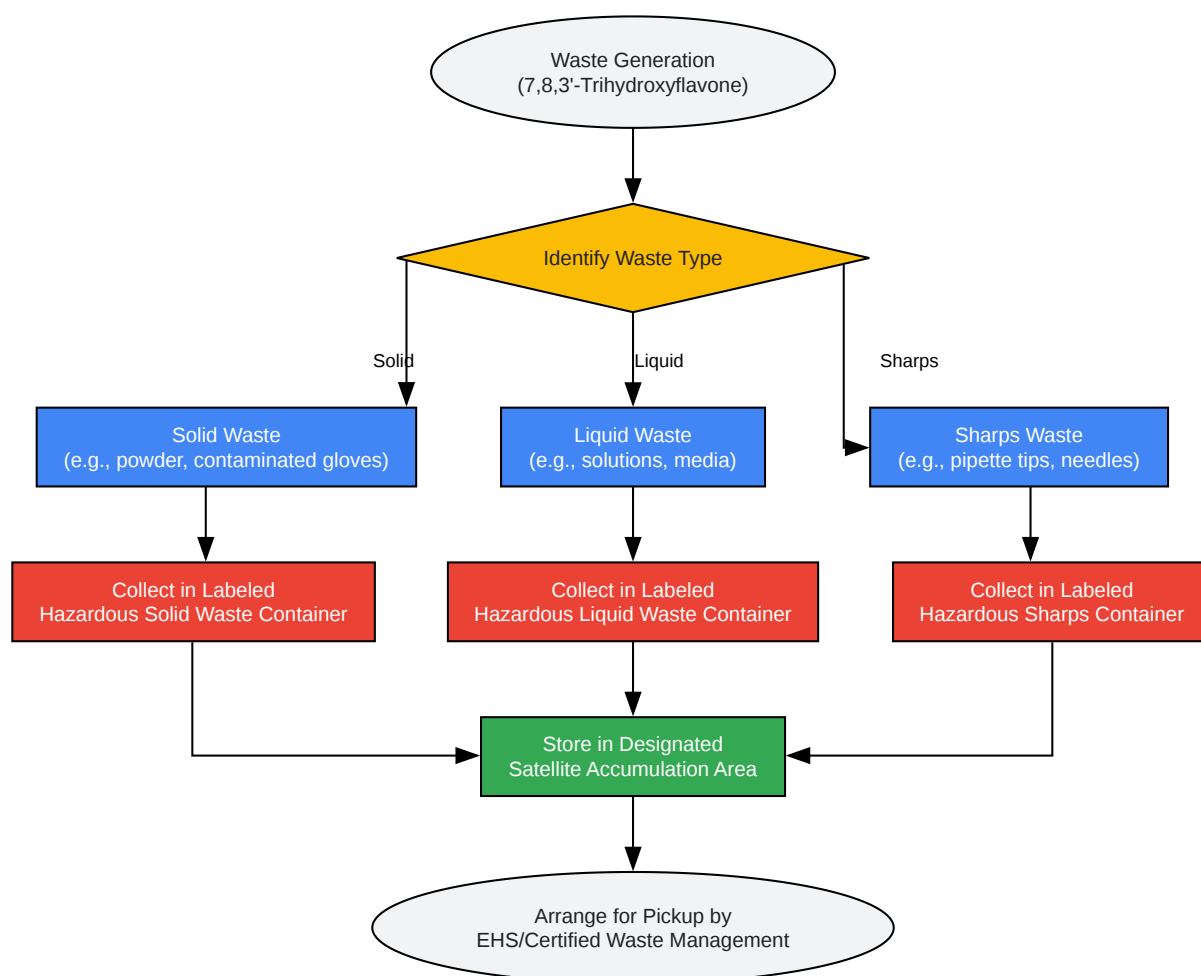 Waste Generation
(7,8,3'-Trihydroxyflavone)
Identify Waste Type
Solid
Liquid
Sharps
Solid Waste
(e.g., powder, contaminated gloves)
Liquid Waste
(e.g., solutions, media)
Sharps Waste
(e.g., pipette tips, needles)
Collect in Labeled
Hazardous Solid Waste Container
Collect in Labeled
Hazardous Liquid Waste Container
Collect in Labeled
Hazardous Sharps Container
Store in Designated
Satellite Accumulation Area
Arrange for Pickup by
EHS/Certified Waste Management